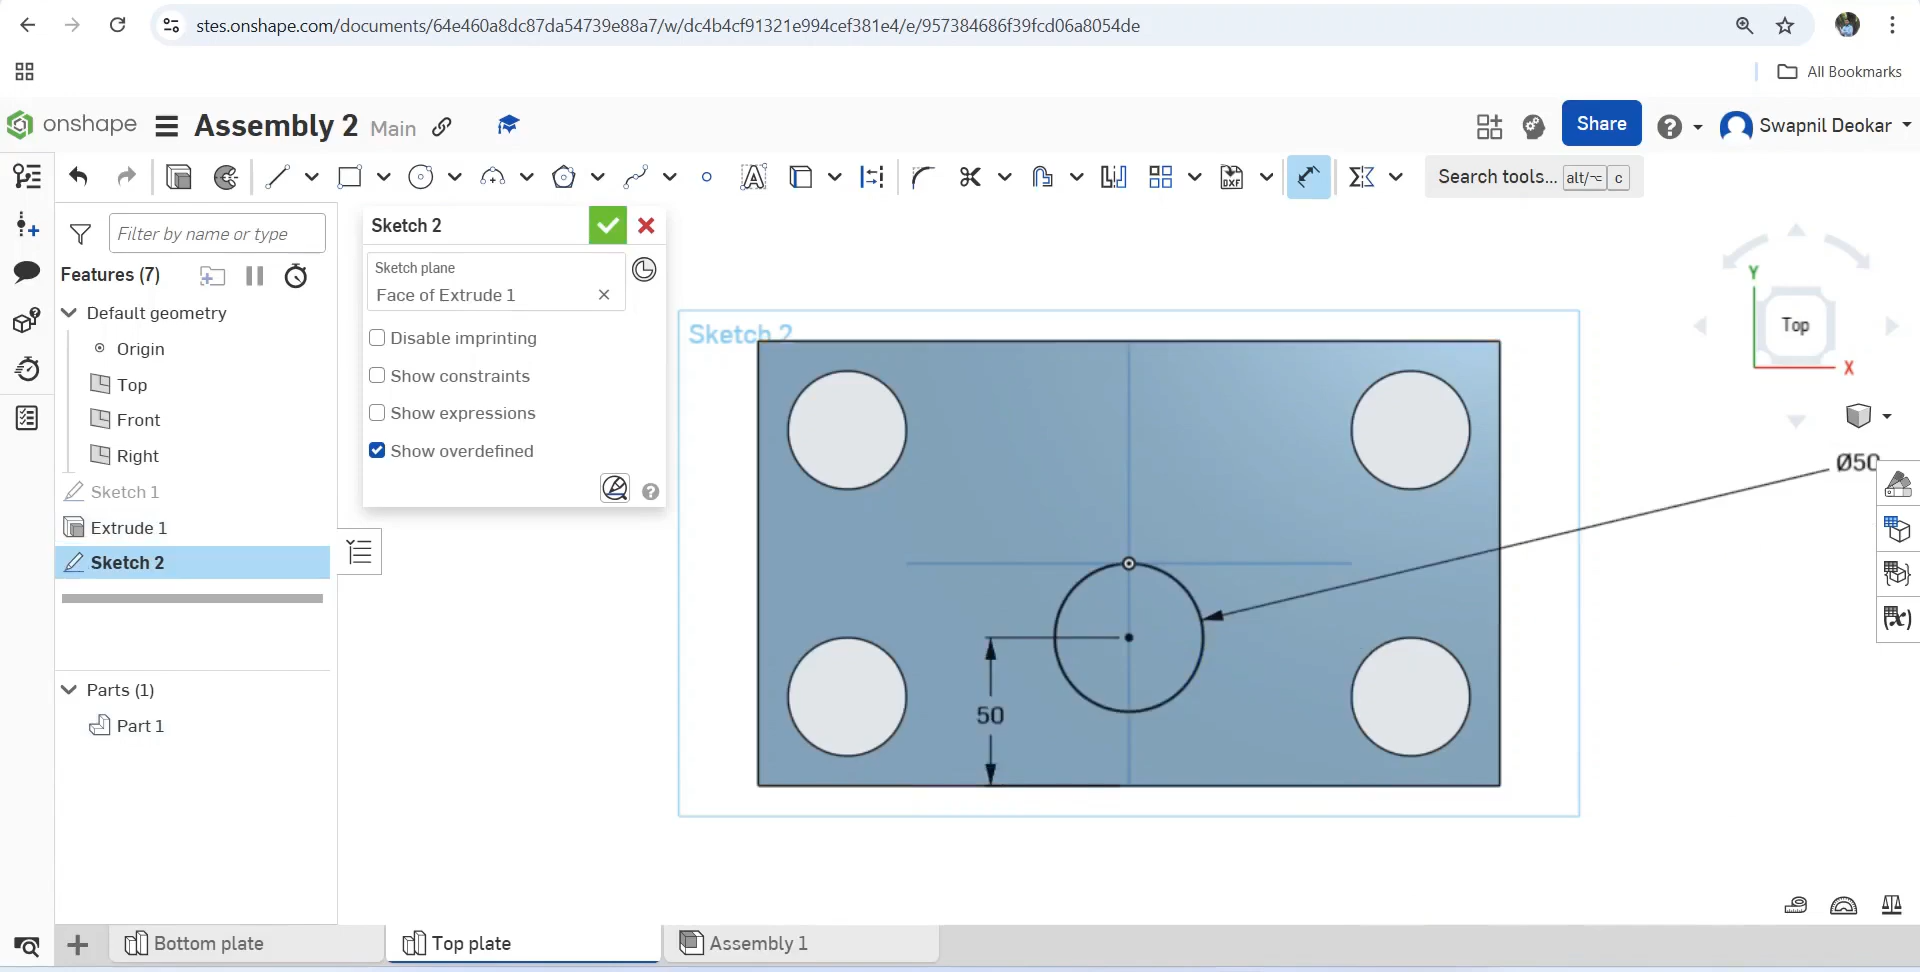 stes.onshape.com/documents/64e460a8dc87da54739e88a7/w/dc4b4cf91321e994cef381e4/e/957384686f39fcd06a8054de
All Bookmarks
onshape Assembly 2 Main Share Swapnil Deokar
Search tools... alt/⌥ c
Filter by name or type
Features (7)
Default geometry
Origin
Top
Front
Right
Sketch 1
Extrude 1
Sketch 2
Parts (1)
Part 1
Sketch 2
Sketch plane
Face of Extrude 1
Disable imprinting
Show constraints
Show expressions
Show overdefined
Sketch 2
Ø50
50
Y
Top
X
Bottom plate
Top plate
Assembly 1